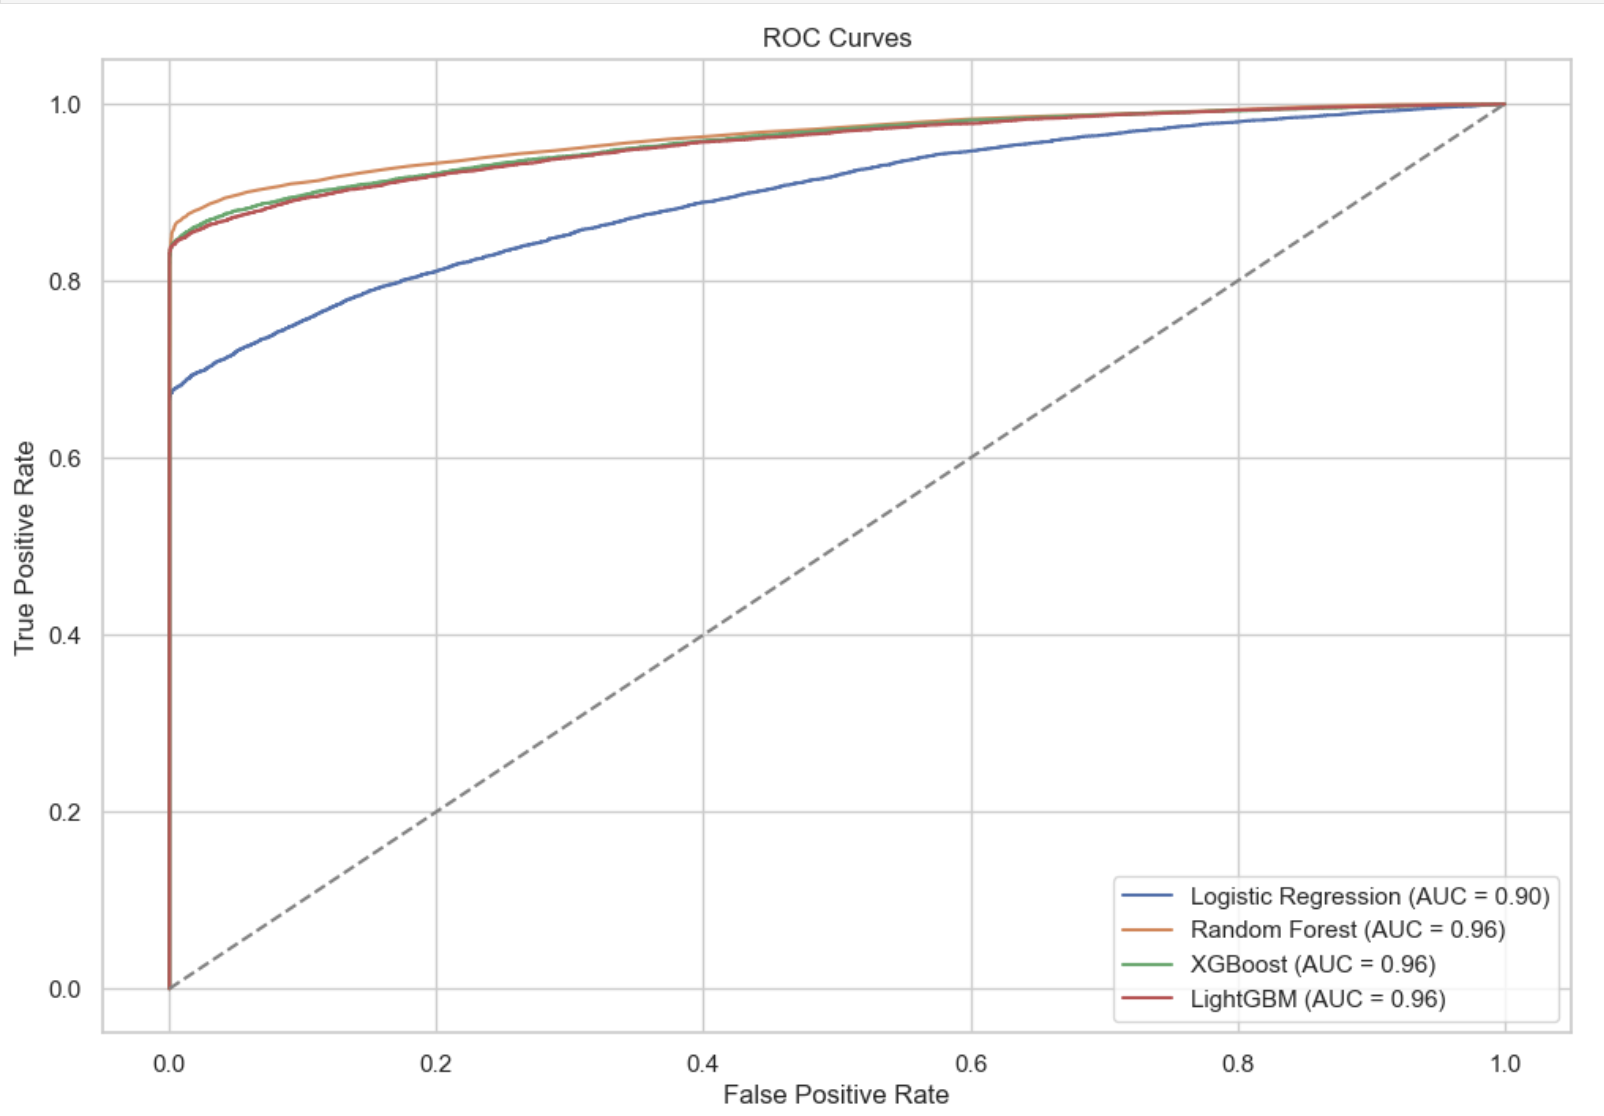 ROC Curves
1.0
0.8
0.6
0.4
0.2
0.0
True Positive Rate
Logistic Regression (AUC = 0.90)
Random Forest (AUC = 0.96)
XGBoost (AUC = 0.96)
LightGBM (AUC = 0.96)
0.0 0.2 0.4 0.6 0.8 1.0
False Positive Rate